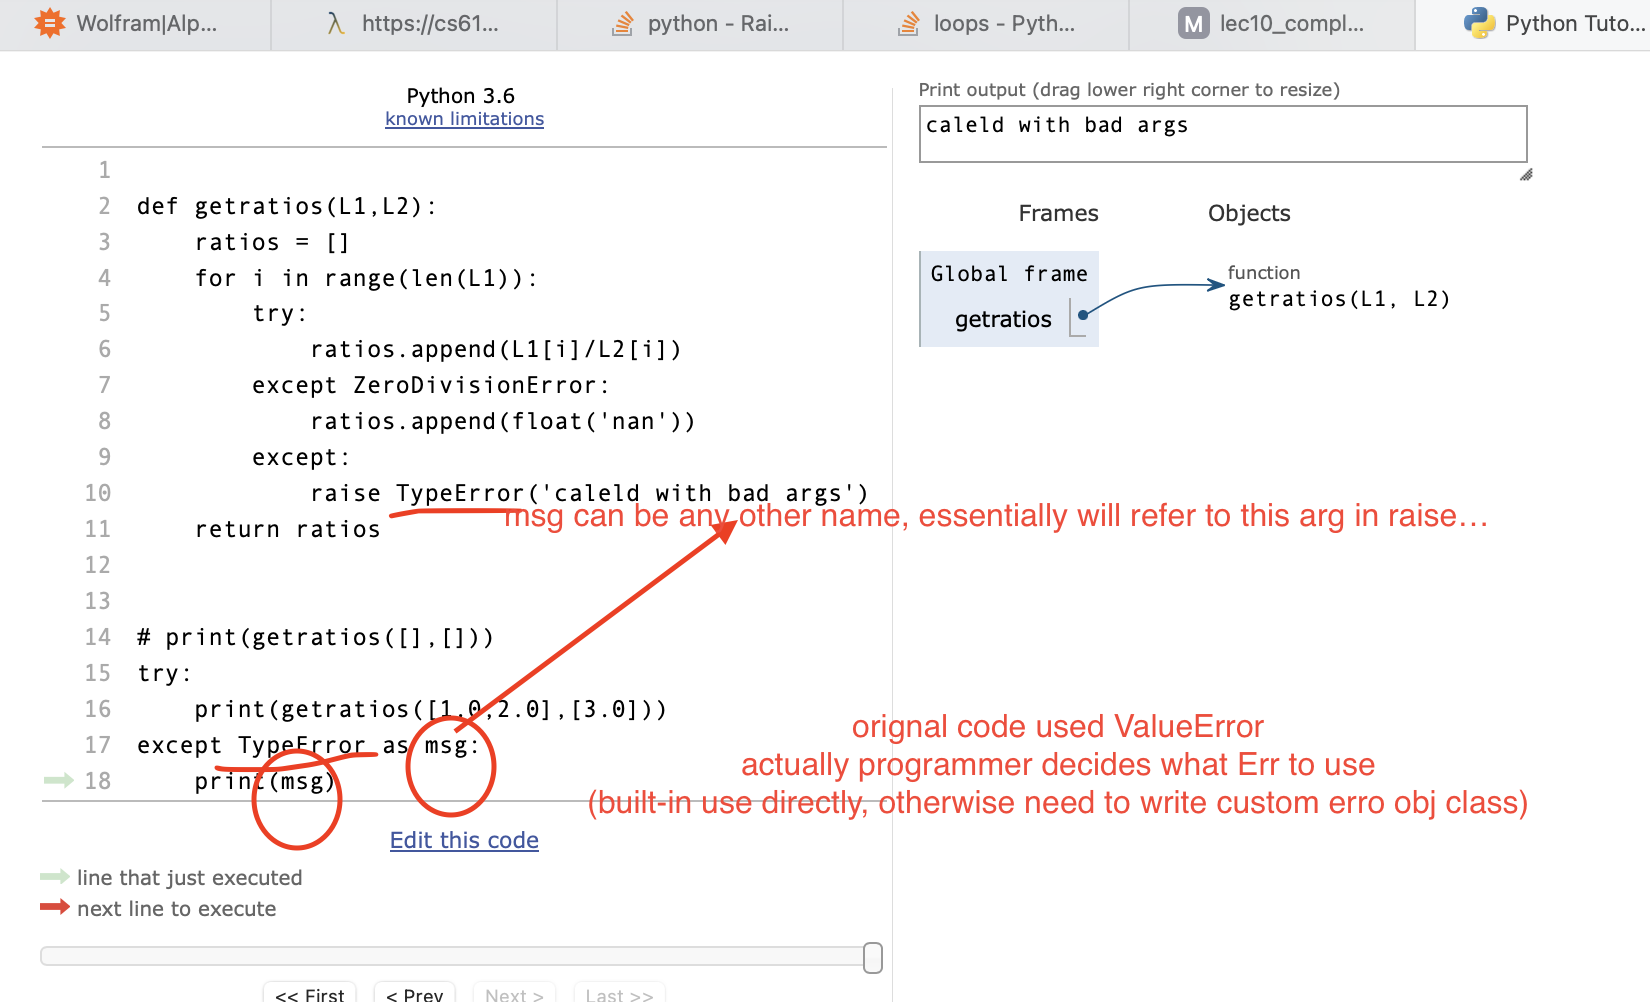 Wolfram|Alp...
https://cs61...
python - Rai...
loops - Pyth...
M lec10_compl...
Python Tuto...
Python 3.6
known limitations
1
2 def getratios(L1,L2):
3 ratios = []
4 for i in range(len(L1)):
5 try:
6 ratios.append(L1[i]/L2[i])
7 except ZeroDivisionError:
8 ratios.append(float('nan'))
9 except:
10 raise TypeError('caleld with bad args')
msg can be any other name, essentially will refer to this arg in raise...
11 return ratios
12
13
14 # print(getratios([],[]))
15 try:
16 print(getratios([1.0,2.0],[3.0]))
17 except TypeError as msg:
18 print(msg)
orignal code used ValueError
actually programmer decides what Err to use
(built-in use directly, otherwise need to write custom erro obj class)
Edit this code
line that just executed
next line to execute
<< First < Prev Next > Last >>
Print output (drag lower right corner to resize)
caleld with bad args
Frames Objects
Global frame
getratios
function
getratios(L1, L2)